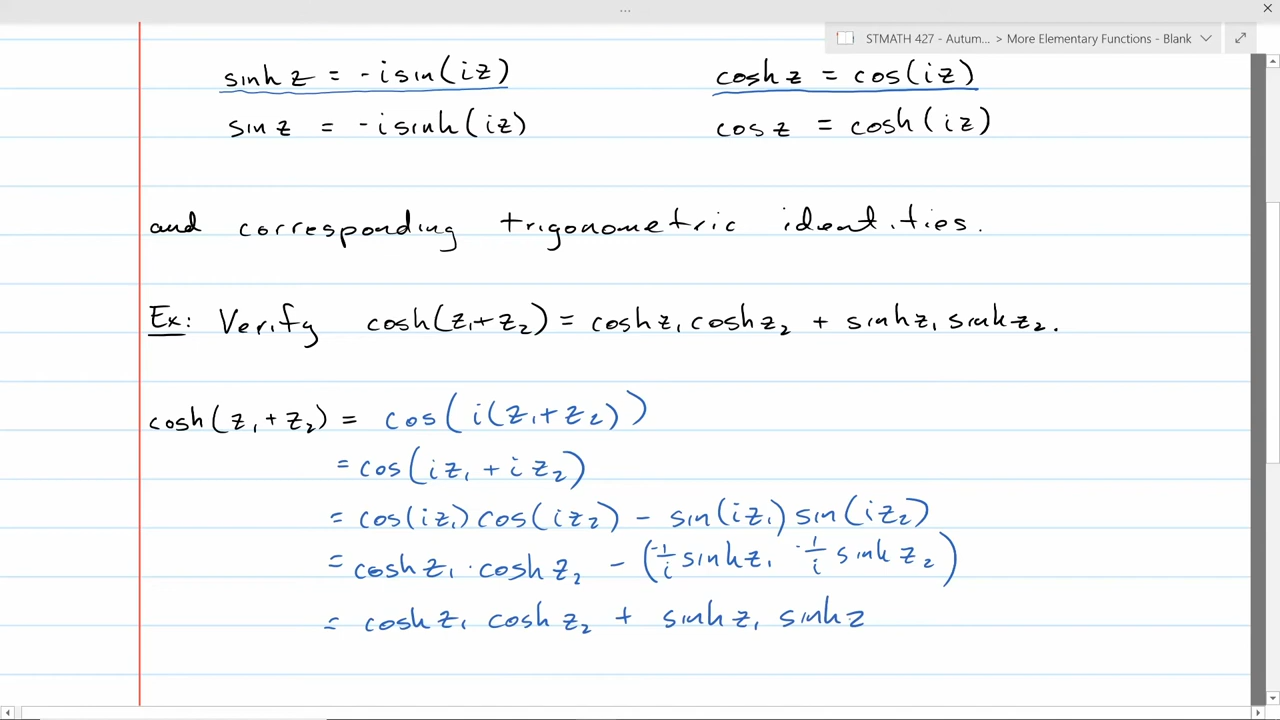 ...
STMATH 427 - Autum... > More Elementary Functions - Blank
sinh z = -i sin(iz) cosh z = cos(iz)
sin z = -i sinh(iz) cos z = cosh(iz)
and corresponding trigonometric identities.
Ex: Verify cosh(z₁+z₂) = cosh z₁ cosh z₂ + sinh z₁ sinh z₂.
cosh(z₁+z₂) = cos(i(z₁+z₂))
= cos(iz₁ + iz₂)
= cos(iz₁) cos(iz₂) - sin(iz₁) sin(iz₂)
= cosh z₁ · cosh z₂ - (-1/i sinh z₁ · -1/i sinh z₂)
= cosh z₁ cosh z₂ + sinh z₁ sinh z